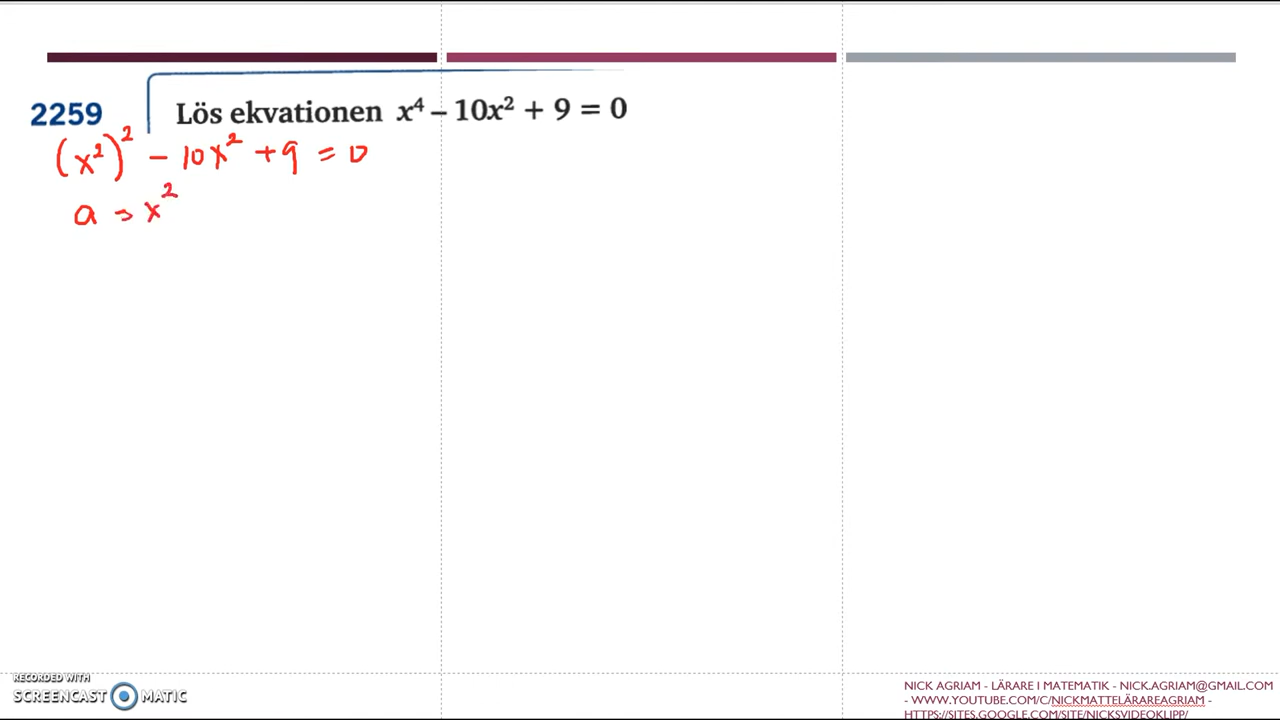 2259 Lös ekvationen x⁴ – 10x² + 9 = 0
(x²)² - 10x² + 9 = 0
a = x²
RECORDED WITH
SCREENCAST MATIC
NICK AGRIAM - LÄRARE I MATEMATIK - NICK.AGRIAM@GMAIL.COM
- WWW.YOUTUBE.COM/C/NICKMATTELÄRAREAGRIAM -
HTTPS://SITES.GOOGLE.COM/SITE/NICKSVIDEOKLIPP/